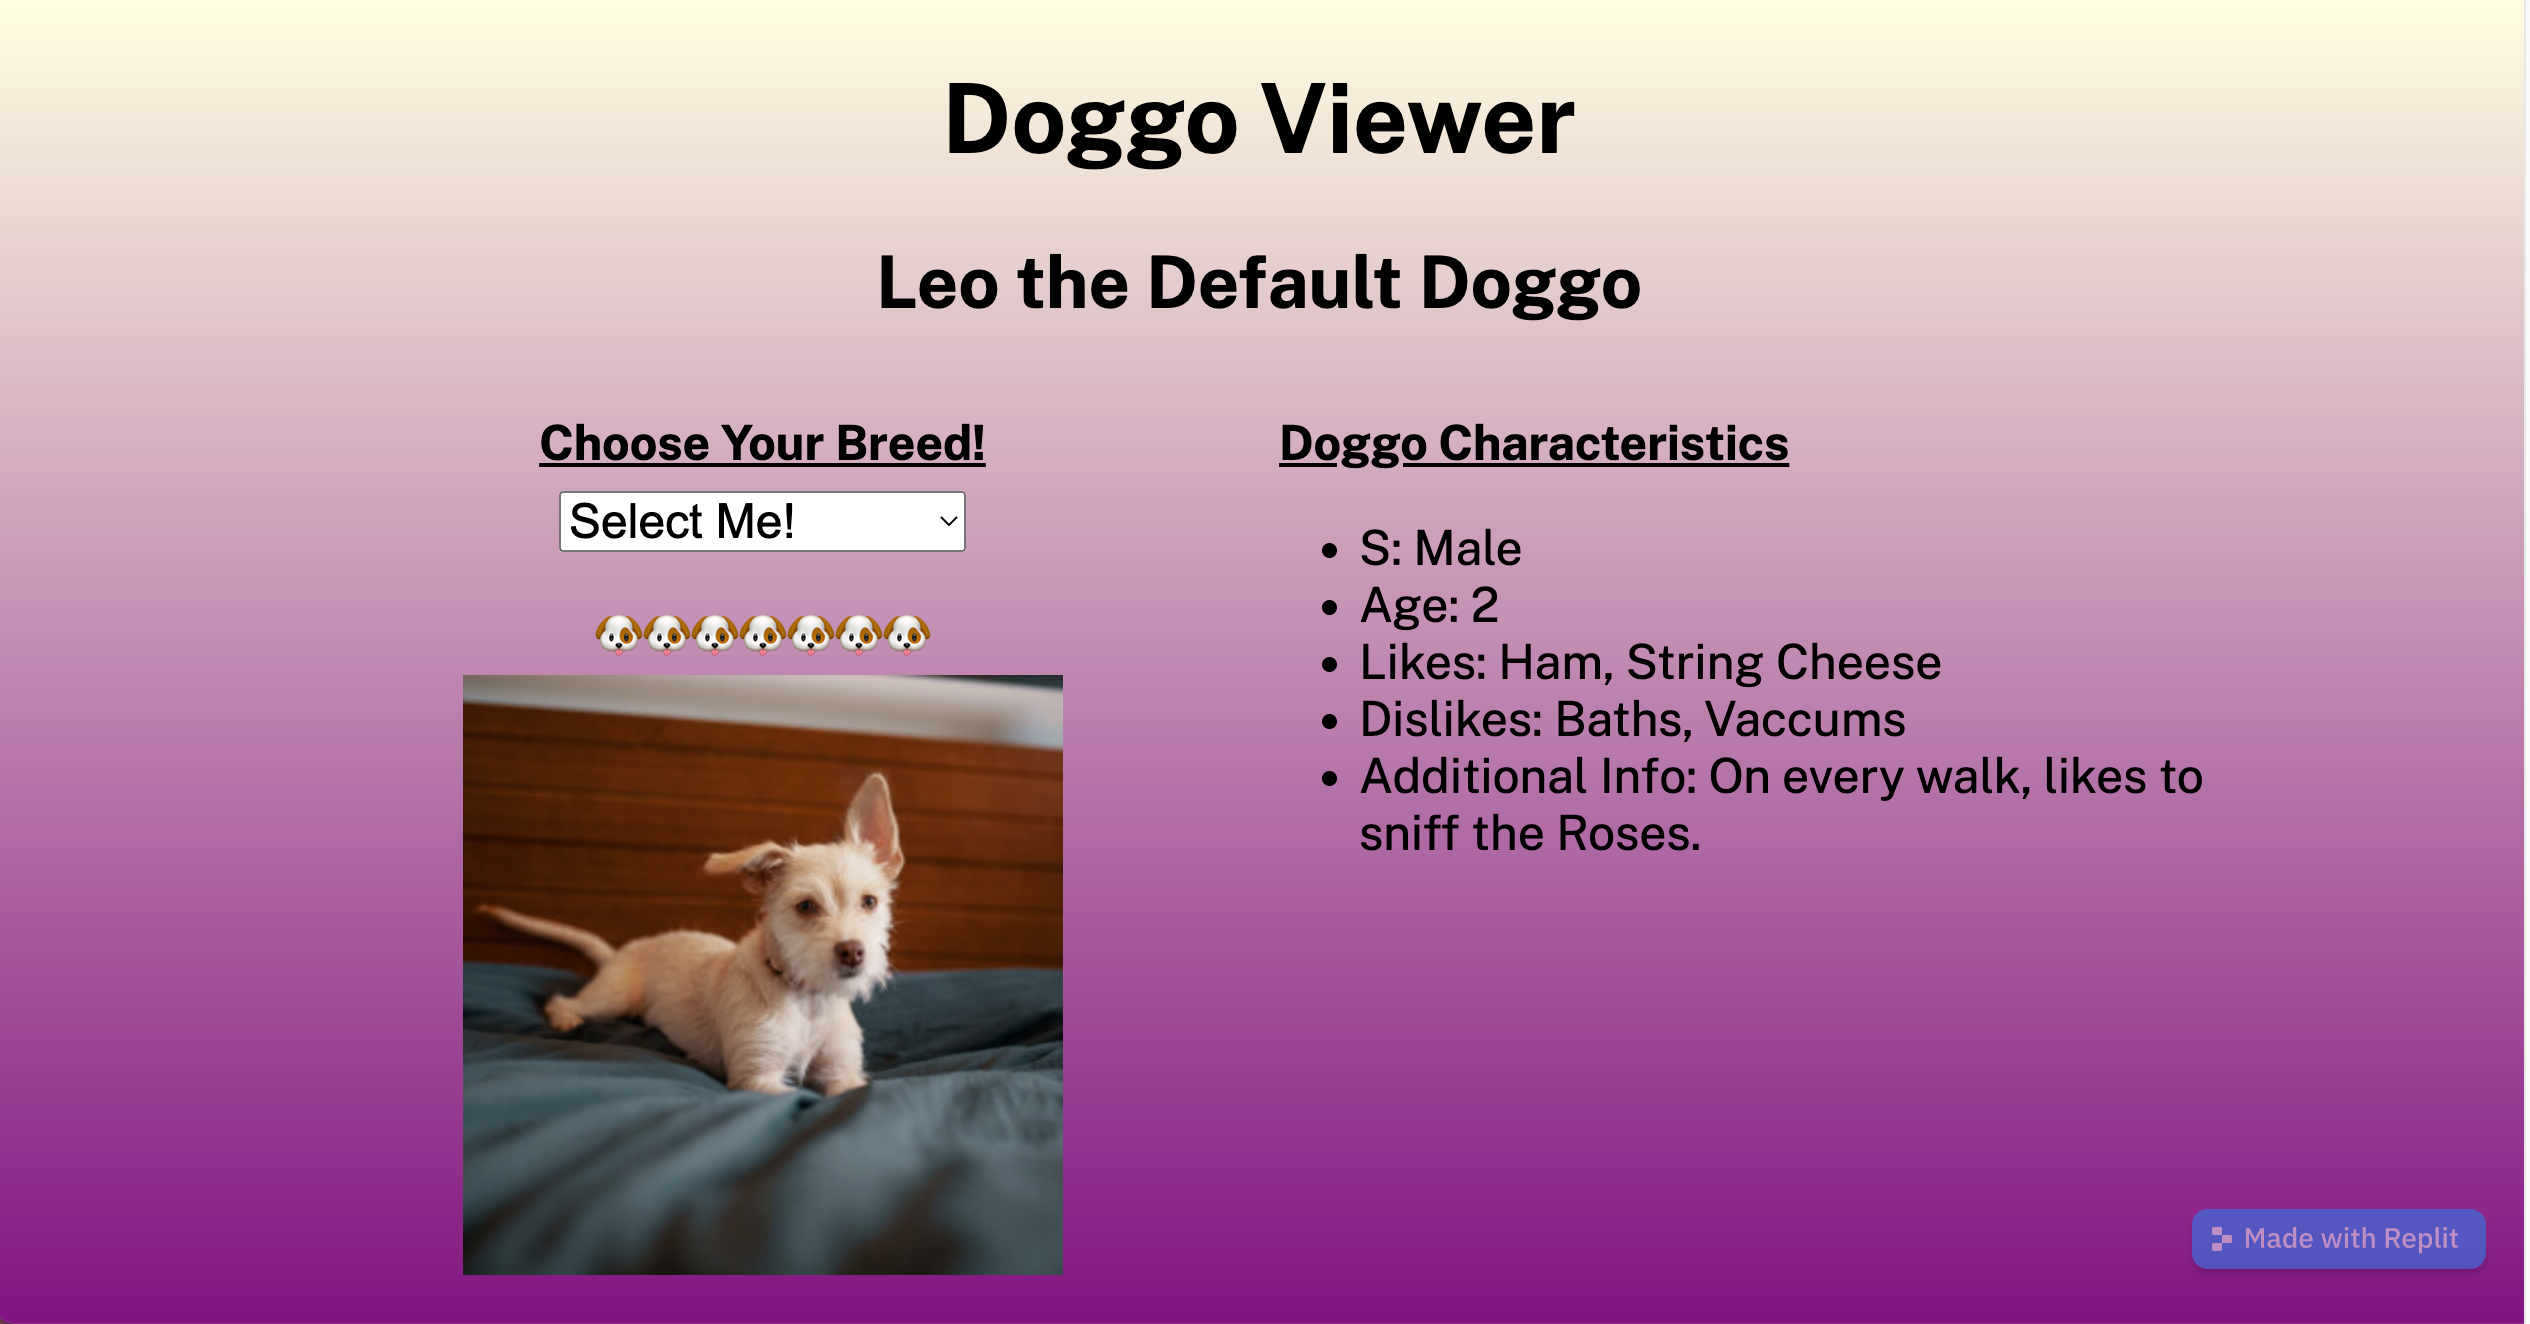 Doggo Viewer
Leo the Default Doggo
Choose Your Breed!
Select Me!
🐶🐶🐶🐶🐶🐶🐶
Doggo Characteristics
• S: Male
• Age: 2
• Likes: Ham, String Cheese
• Dislikes: Baths, Vaccums
• Additional Info: On every walk, likes to
sniff the Roses.
Made with Replit